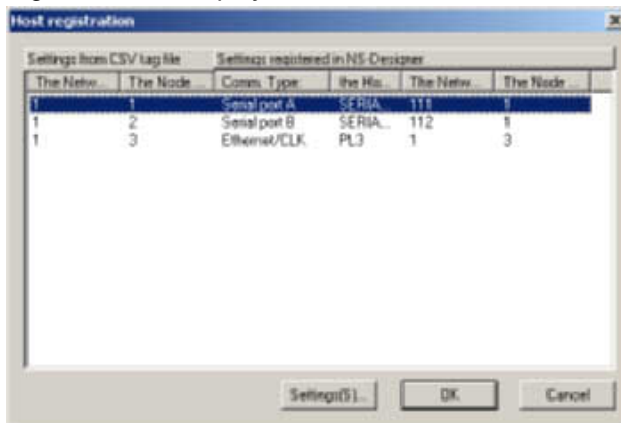 Host registration
Settings from CSV tag file Settings registered in NS-Designer
The Netw... The Node ... Comm. Type the Hos... The Netw... The Node ...
1 1 Serial port A SERIA... 111 1
1 2 Serial port B SERIA... 112 1
1 3 Ethernet/CLK PL3 1 3
Settings(S)... OK Cancel